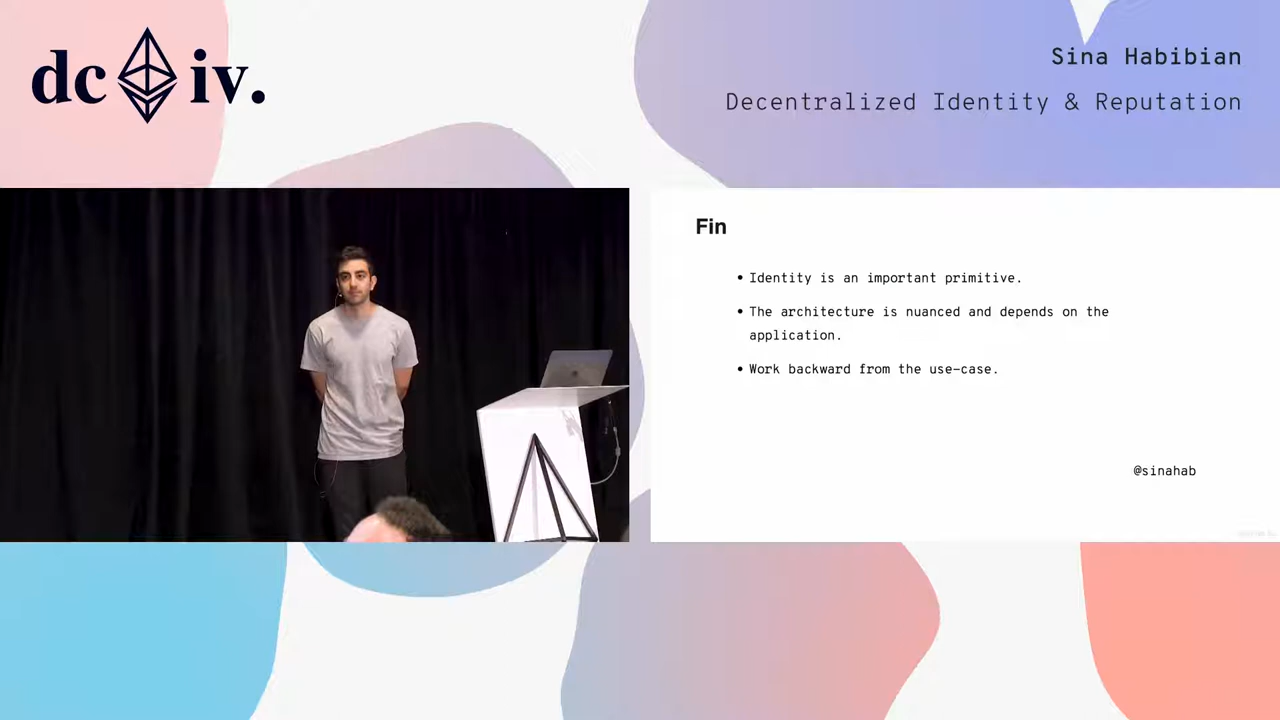 dc iv.
Sina Habibian
Decentralized Identity & Reputation
Fin
• Identity is an important primitive.
• The architecture is nuanced and depends on the
application.
• Work backward from the use-case.
@sinahab